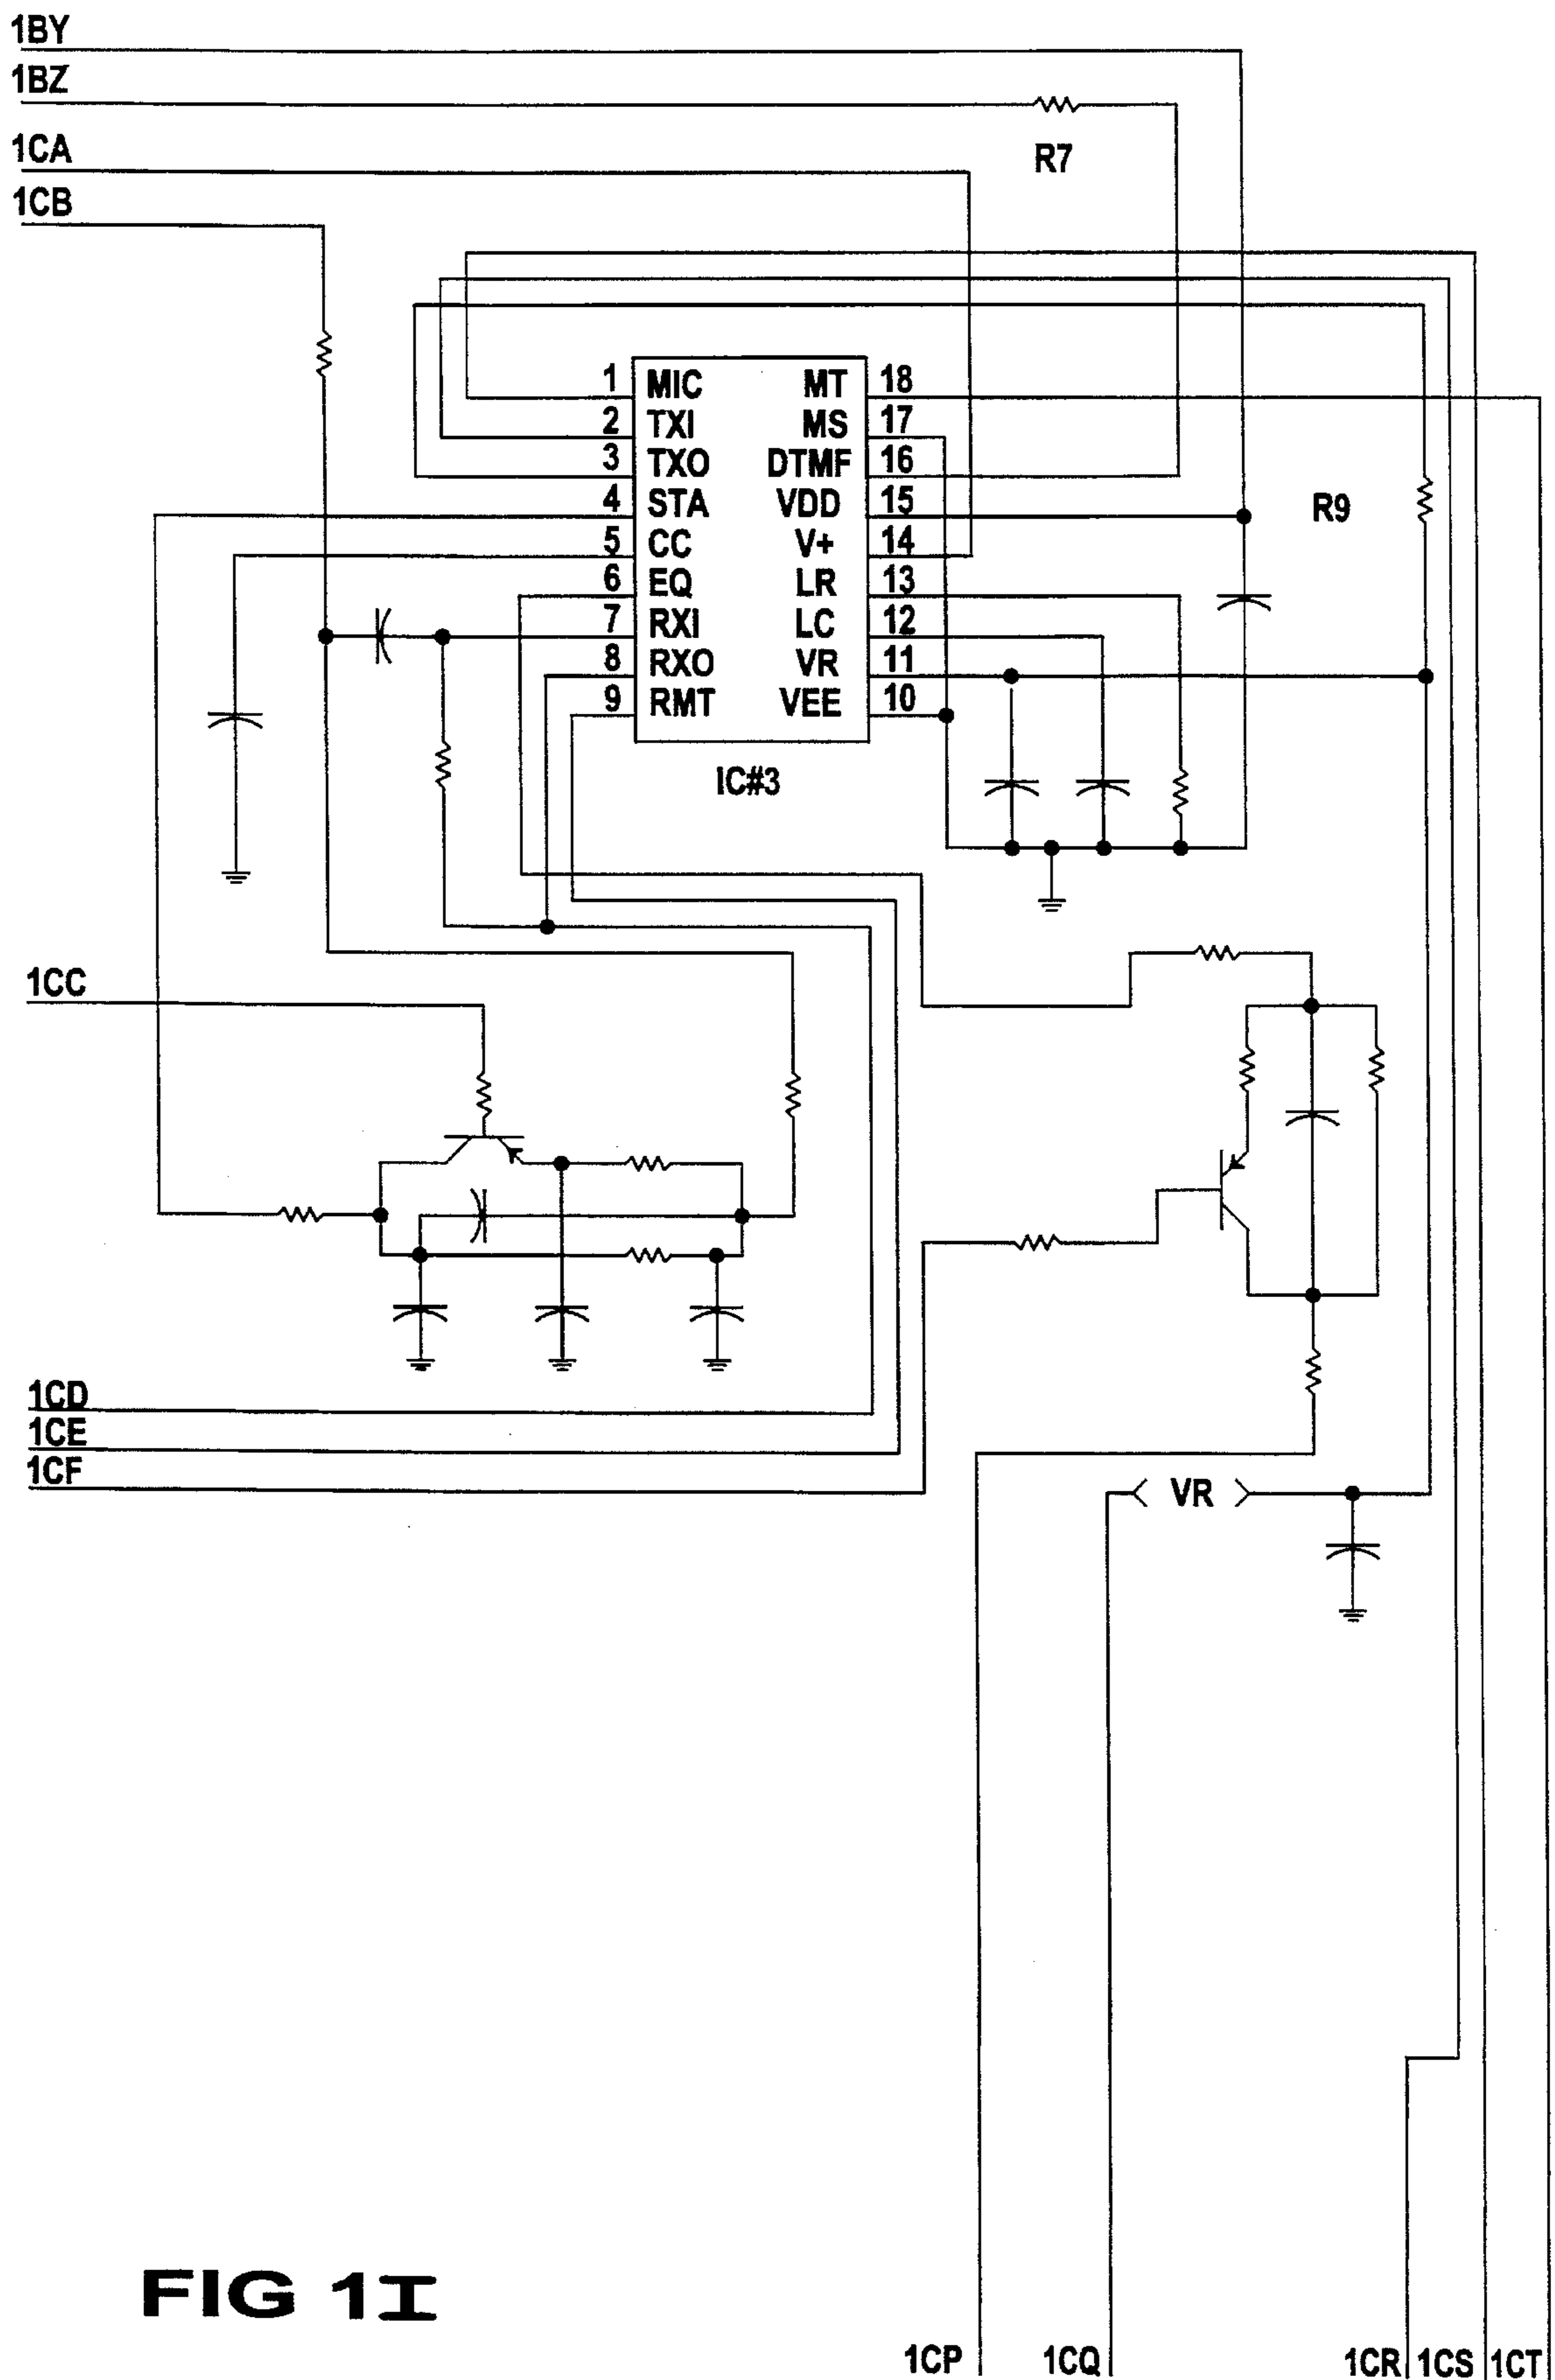 1BY
1BZ
R7
1CA
1CB
1 MIC MT 18
2 TXI MS 17
3 TXO DTMF 16
4 STA VDD 15
R9
5 CC V+ 14
6 EQ LR 13
7 RXI LC 12
8 RXO VR 11
9 RMT VEE 10
IC#3
1CC
1CD
1CE
1CF
VR
FIG 1I
1CP 1CQ 1CR 1CS 1CT